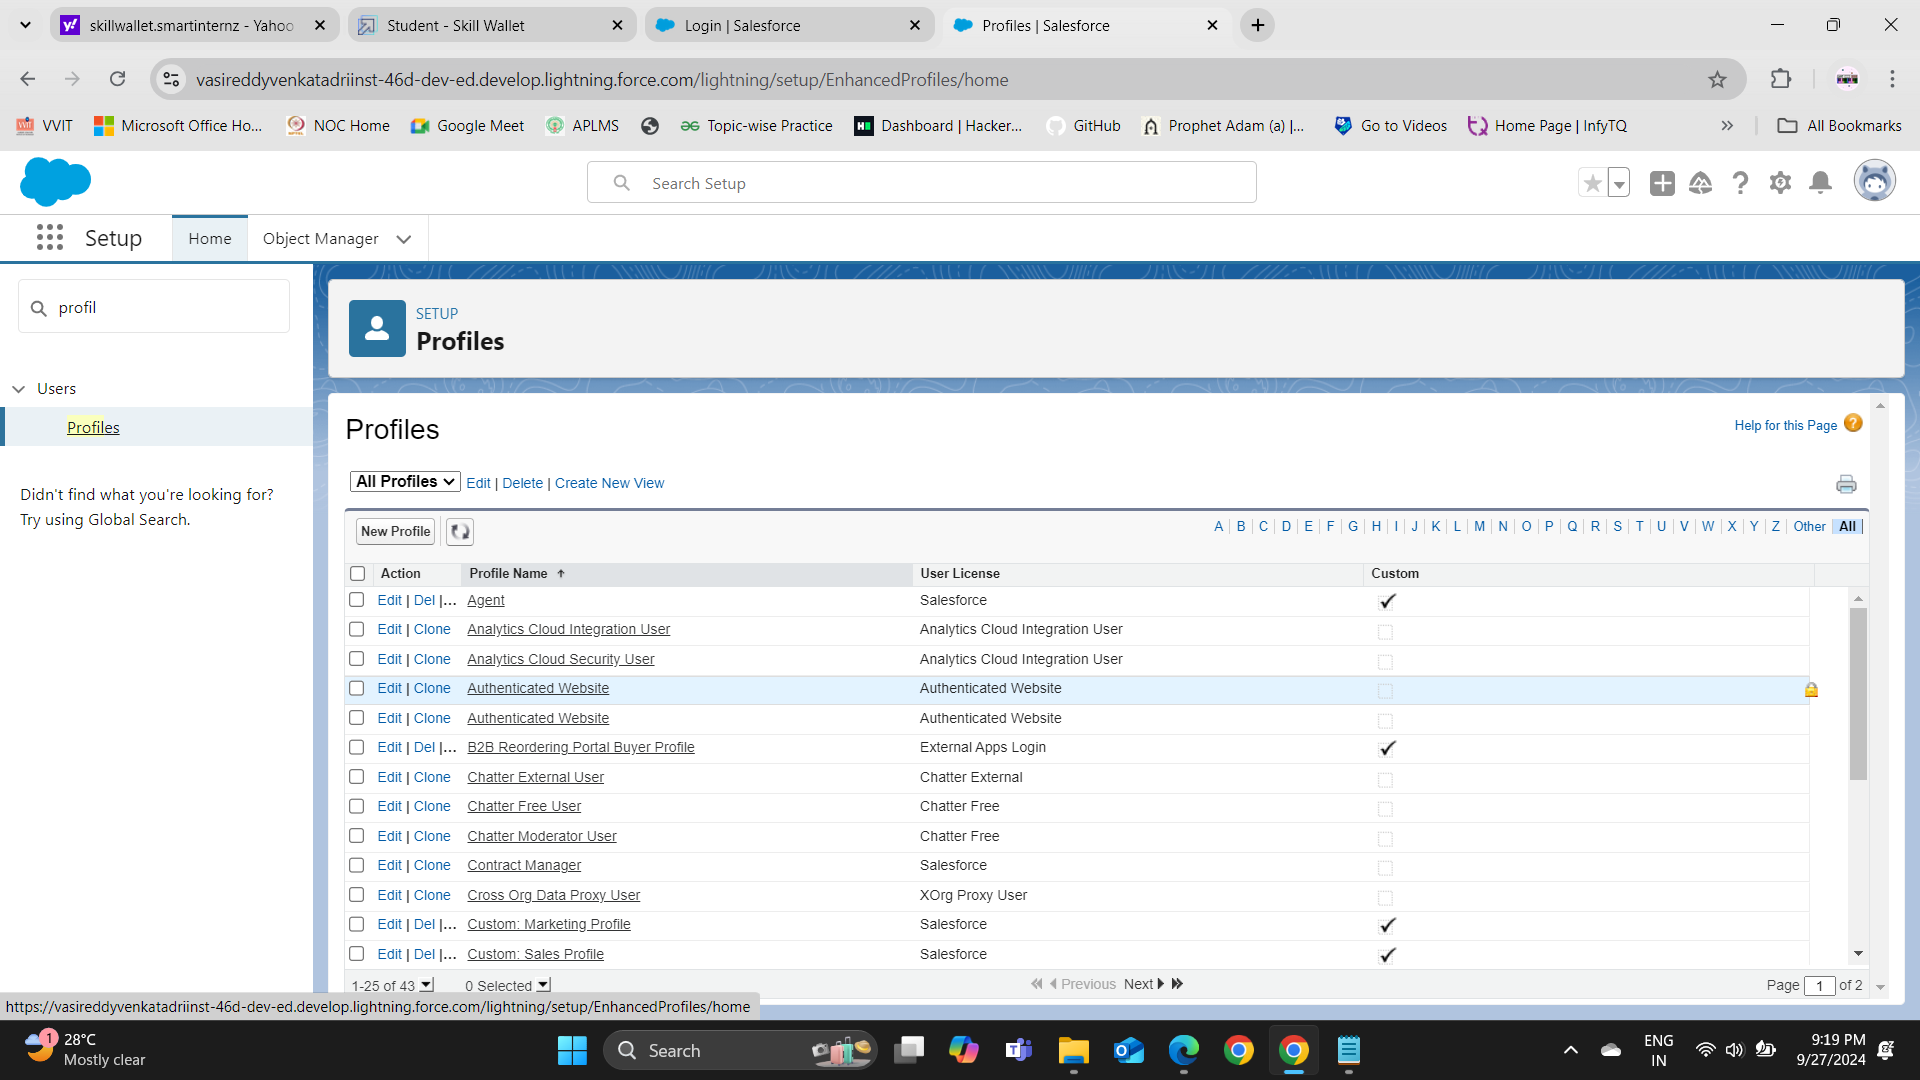 skillwallet.smartinternz - Yahoo
Student - Skill Wallet
Login | Salesforce
Profiles | Salesforce
vasireddyvenkatadriinst-46d-dev-ed.develop.lightning.force.com/lightning/setup/EnhancedProfiles/home
VVIT
Microsoft Office Ho...
NOC Home
Google Meet
APLMS
Topic-wise Practice
Dashboard | Hacker...
GitHub
Prophet Adam (a) |...
Go to Videos
Home Page | InfyTQ
All Bookmarks
Search Setup
Setup
Home
Object Manager
profil
Users
Profiles
Didn't find what you're looking for?
Try using Global Search.
SETUP
Profiles
Profiles
Help for this Page
All Profiles Edit | Delete | Create New View
New Profile
A | B | C | D | E | F | G | H | I | J | K | L | M | N | O | P | Q | R | S | T | U | V | W | X | Y | Z | Other | All
Action Profile Name User License Custom
Edit | Del |... Agent Salesforce
Edit | Clone Analytics Cloud Integration User Analytics Cloud Integration User
Edit | Clone Analytics Cloud Security User Analytics Cloud Integration User
Edit | Clone Authenticated Website Authenticated Website
Edit | Clone Authenticated Website Authenticated Website
Edit | Del |... B2B Reordering Portal Buyer Profile External Apps Login
Edit | Clone Chatter External User Chatter External
Edit | Clone Chatter Free User Chatter Free
Edit | Clone Chatter Moderator User Chatter Free
Edit | Clone Contract Manager Salesforce
Edit | Clone Cross Org Data Proxy User XOrg Proxy User
Edit | Del |... Custom: Marketing Profile Salesforce
Edit | Del |... Custom: Sales Profile Salesforce
1-25 of 43 0 Selected Previous Next Page 1 of 2
https://vasireddyvenkatadriinst-46d-dev-ed.develop.lightning.force.com/lightning/setup/EnhancedProfiles/home
1
28°C
Mostly clear
Search
ENG
IN
9:19 PM
9/27/2024